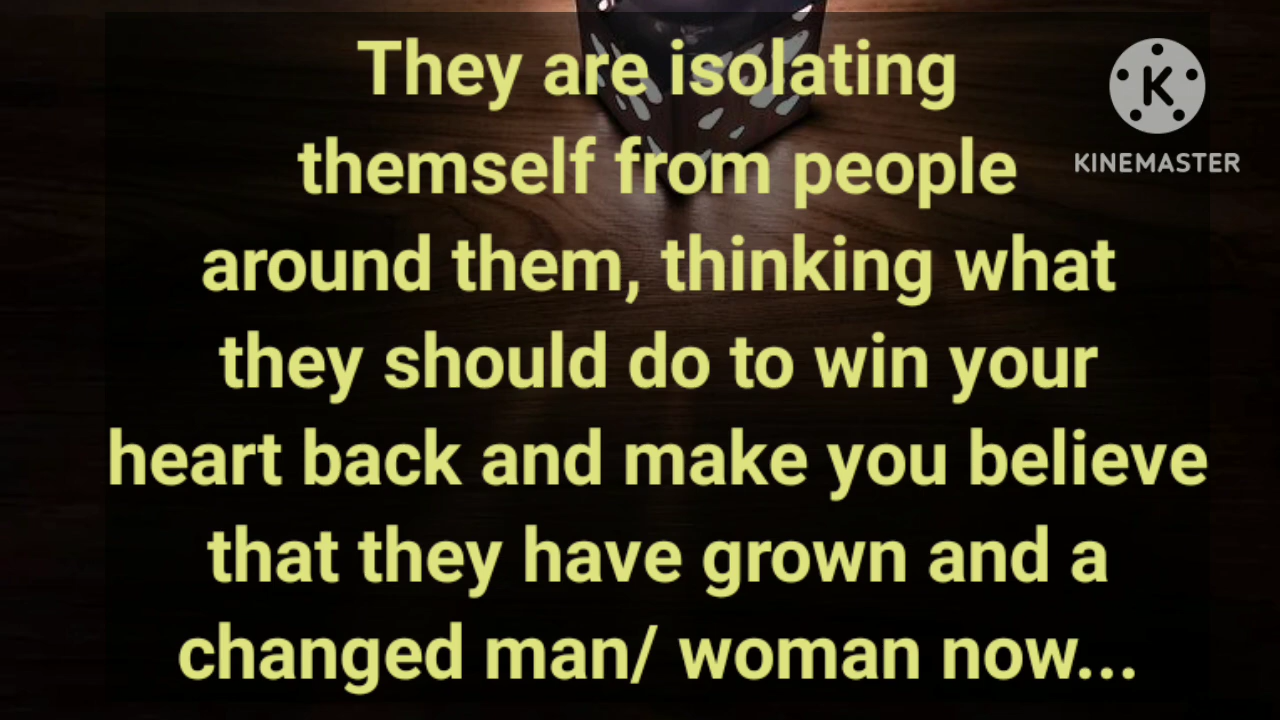 They are isolating
themself from people
around them, thinking what
they should do to win your
heart back and make you believe
that they have grown and a
changed man/ woman now...
K
KINEMASTER